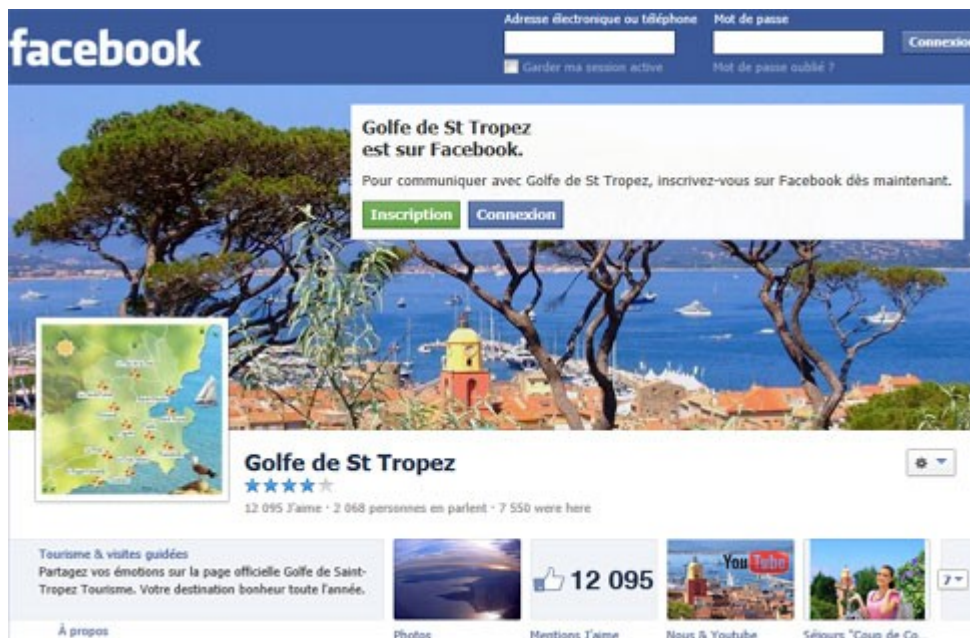 facebook
Adresse électronique ou téléphone
Mot de passe
Garder ma session active
Mot de passe oublié ?
Connexion
Golfe de St Tropez
est sur Facebook.
Pour communiquer avec Golfe de St Tropez, inscrivez-vous sur Facebook dès maintenant.
Inscription Connexion
Golfe de St Tropez
12 095 J'aime · 2 068 personnes en parlent · 7 550 were here
Tourisme & visites guidées
Partagez vos émotions sur la page officielle Golfe de Saint-
Tropez Tourisme. Votre destination bonheur toute l'année.
À propos
12 095
You Tube
7
Photos
Mentions J'aime
Nous & Youtube
Séjours "Coup de Co...